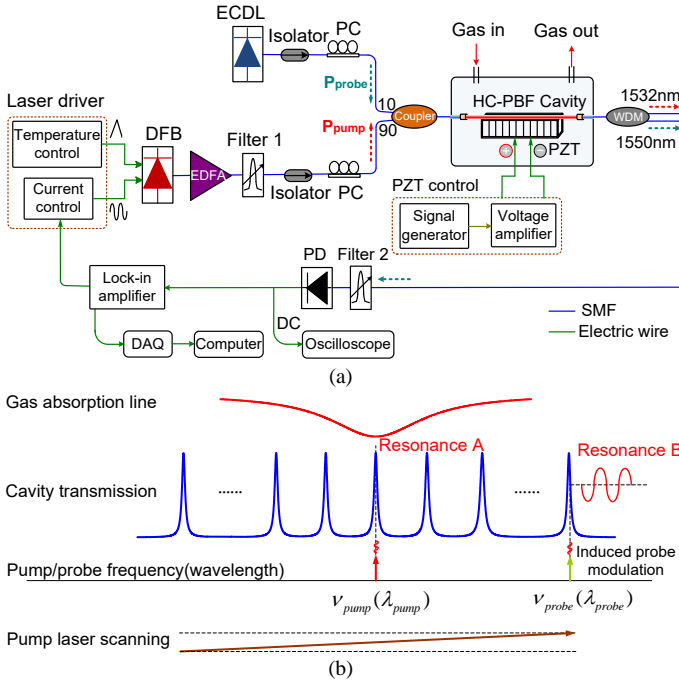 ECDL
Isolator
PC
Gas in
Gas out
Pprobe
Laser driver
10
HC-PBF Cavity
1532nm
Temperature
control
DFB
Filter 1
Ppump
90
Coupler
WDM
1550nm
EDFA
+
−
PZT
Current
control
Isolator
PC
PZT control
Signal
generator
Voltage
amplifier
PD
Filter 2
Lock-in
amplifier
SMF
DC
Electric wire
DAQ
Computer
Oscilloscope
(a)
Gas absorption line
Resonance A
Resonance B
Cavity transmission
......
......
Induced probe
modulation
Pump/probe frequency(wavelength)
νpump(λpump)
νprobe(λprobe)
Pump laser scanning
(b)